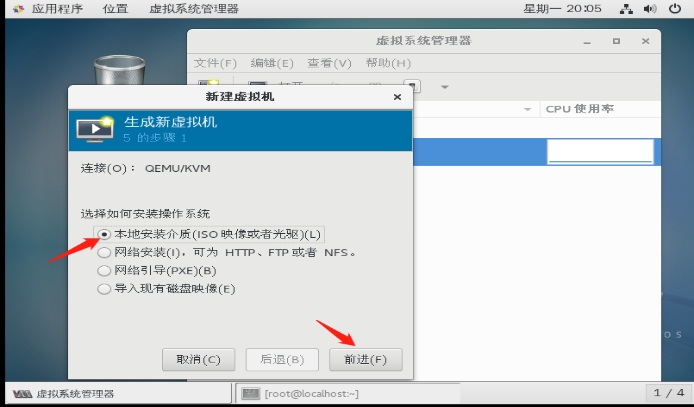 应用程序 位置 虚拟系统管理器 星期一 20:05
虚拟系统管理器
文件(F) 编辑(E) 查看(V) 帮助(H)
CPU 使用率
新建虚拟机
生成新虚拟机
5 的步骤 1
连接(O)： QEMU/KVM
选择如何安装操作系统
本地安装介质(ISO 映像或者光驱)(L)
网络安装(I)，可为 HTTP、FTP 或者 NFS。
网络引导(PXE)(B)
导入现有磁盘映像(E)
取消(C) 后退(B) 前进(F)
虚拟系统管理器 [root@localhost:~] 1 / 4